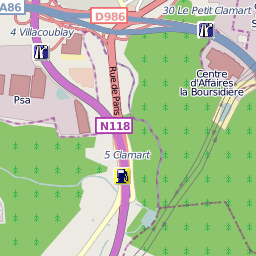 A86
D986
30 Le Petit Clamart
4 Villacoublay
Rue de Paris
Psa
Centre
d'Affaires
la Boursidière
N118
5 Clamart